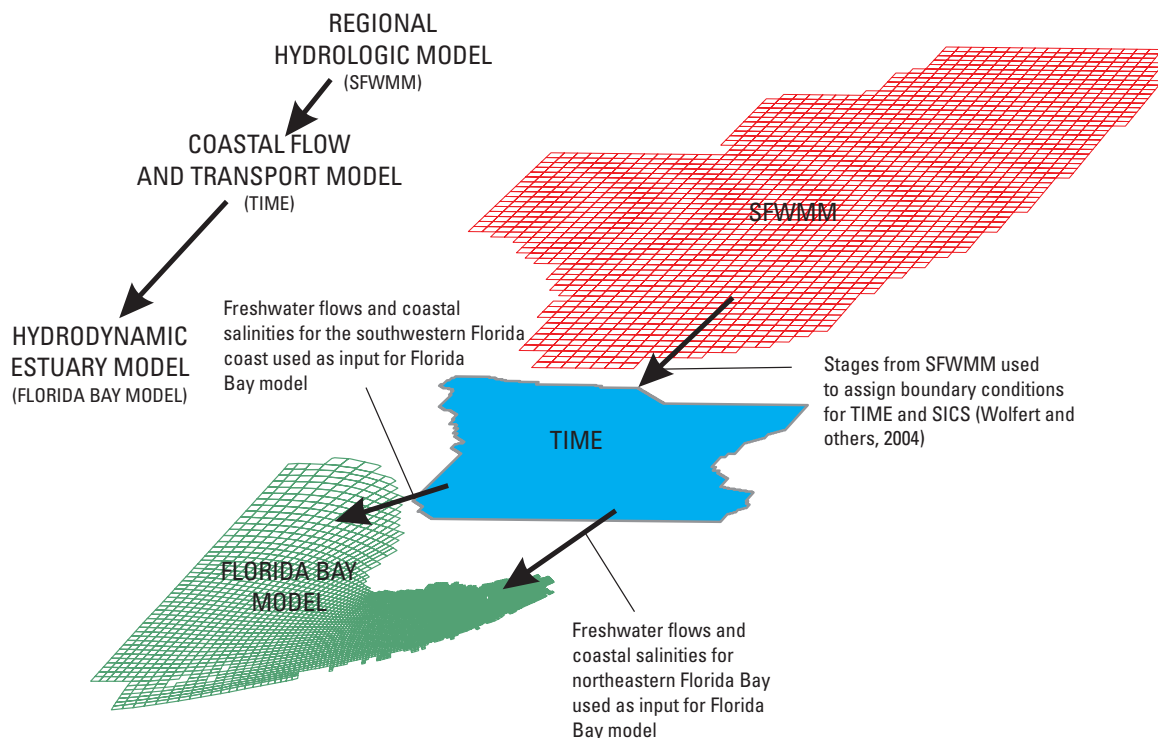 REGIONAL
HYDROLOGIC MODEL
(SFWMM)
COASTAL FLOW
AND TRANSPORT MODEL
(TIME)
HYDRODYNAMIC
ESTUARY MODEL
(FLORIDA BAY MODEL)
SFWMM
Freshwater flows and coastal
salinities for the southwestern Florida
coast used as input for Florida
Bay model
Stages from SFWMM used
to assign boundary conditions
for TIME and SICS (Wolfert and
others, 2004)
TIME
FLORIDA BAY
MODEL
Freshwater flows and
coastal salinities for
northeastern Florida Bay
used as input for Florida
Bay model